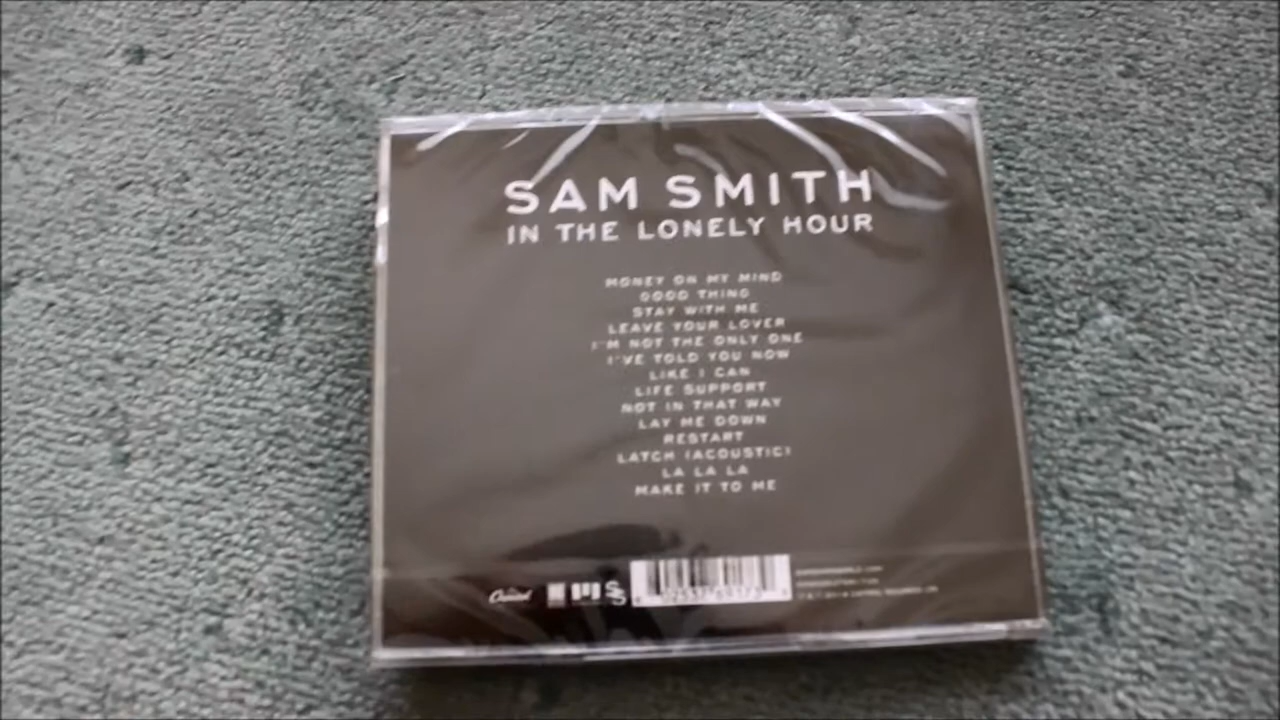 SAM SMITH
IN THE LONELY HOUR
MONEY ON MY MIND
GOOD THING
STAY WITH ME
LEAVE YOUR LOVER
I'M NOT THE ONLY ONE
I'VE TOLD YOU NOW
LIKE I CAN
LIFE SUPPORT
NOT IN THAT WAY
LAY ME DOWN
RESTART
LATCH (ACOUSTIC)
LA LA LA
MAKE IT TO ME
Capitol